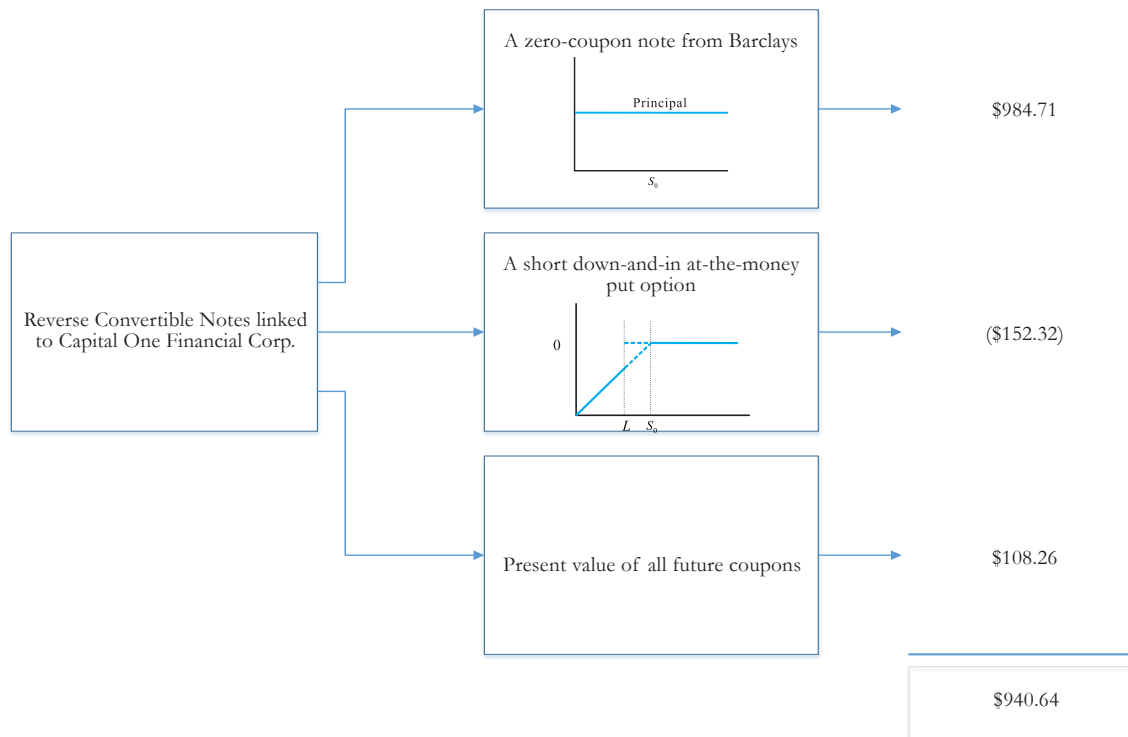 A zero-coupon note from Barclays
Principal
S₀
$984.71
Reverse Convertible Notes linked
to Capital One Financial Corp.
A short down-and-in at-the-money
put option
0
L S₀
($152.32)
Present value of all future coupons
$108.26
$940.64